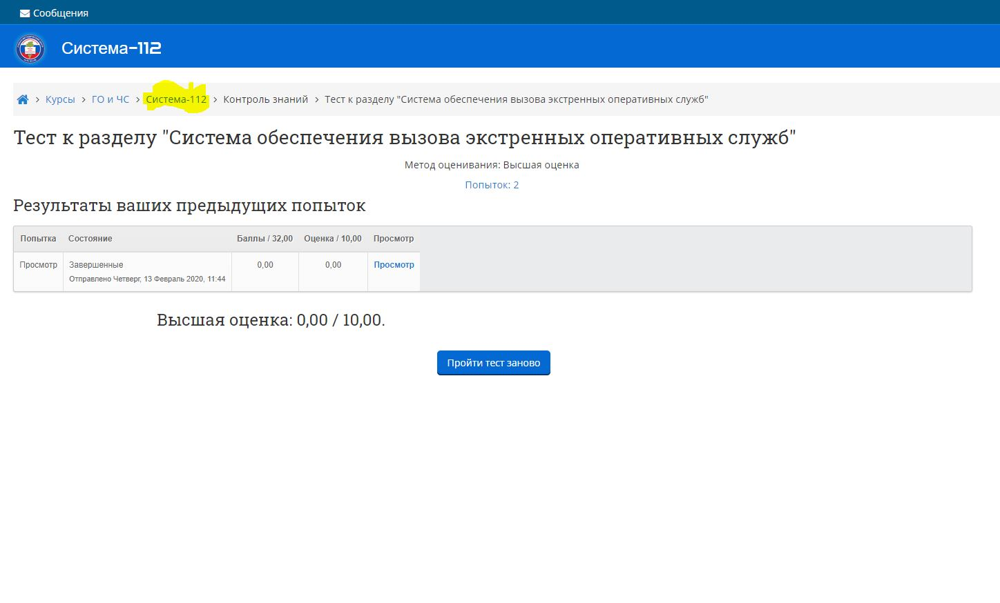 Сообщения
Система-112
Курсы > ГО и ЧС > Система-112 > Контроль знаний > Тест к разделу "Система обеспечения вызова экстренных оперативных служб"
Тест к разделу "Система обеспечения вызова экстренных оперативных служб"
Метод оценивания: Высшая оценка
Попыток: 2
Результаты ваших предыдущих попыток
Попытка Состояние Баллы / 32,00 Оценка / 10,00 Просмотр
Просмотр Завершенные 0,00 0,00 Просмотр
Отправлено Четверг, 13 Февраль 2020, 11:44
Высшая оценка: 0,00 / 10,00.
Пройти тест заново